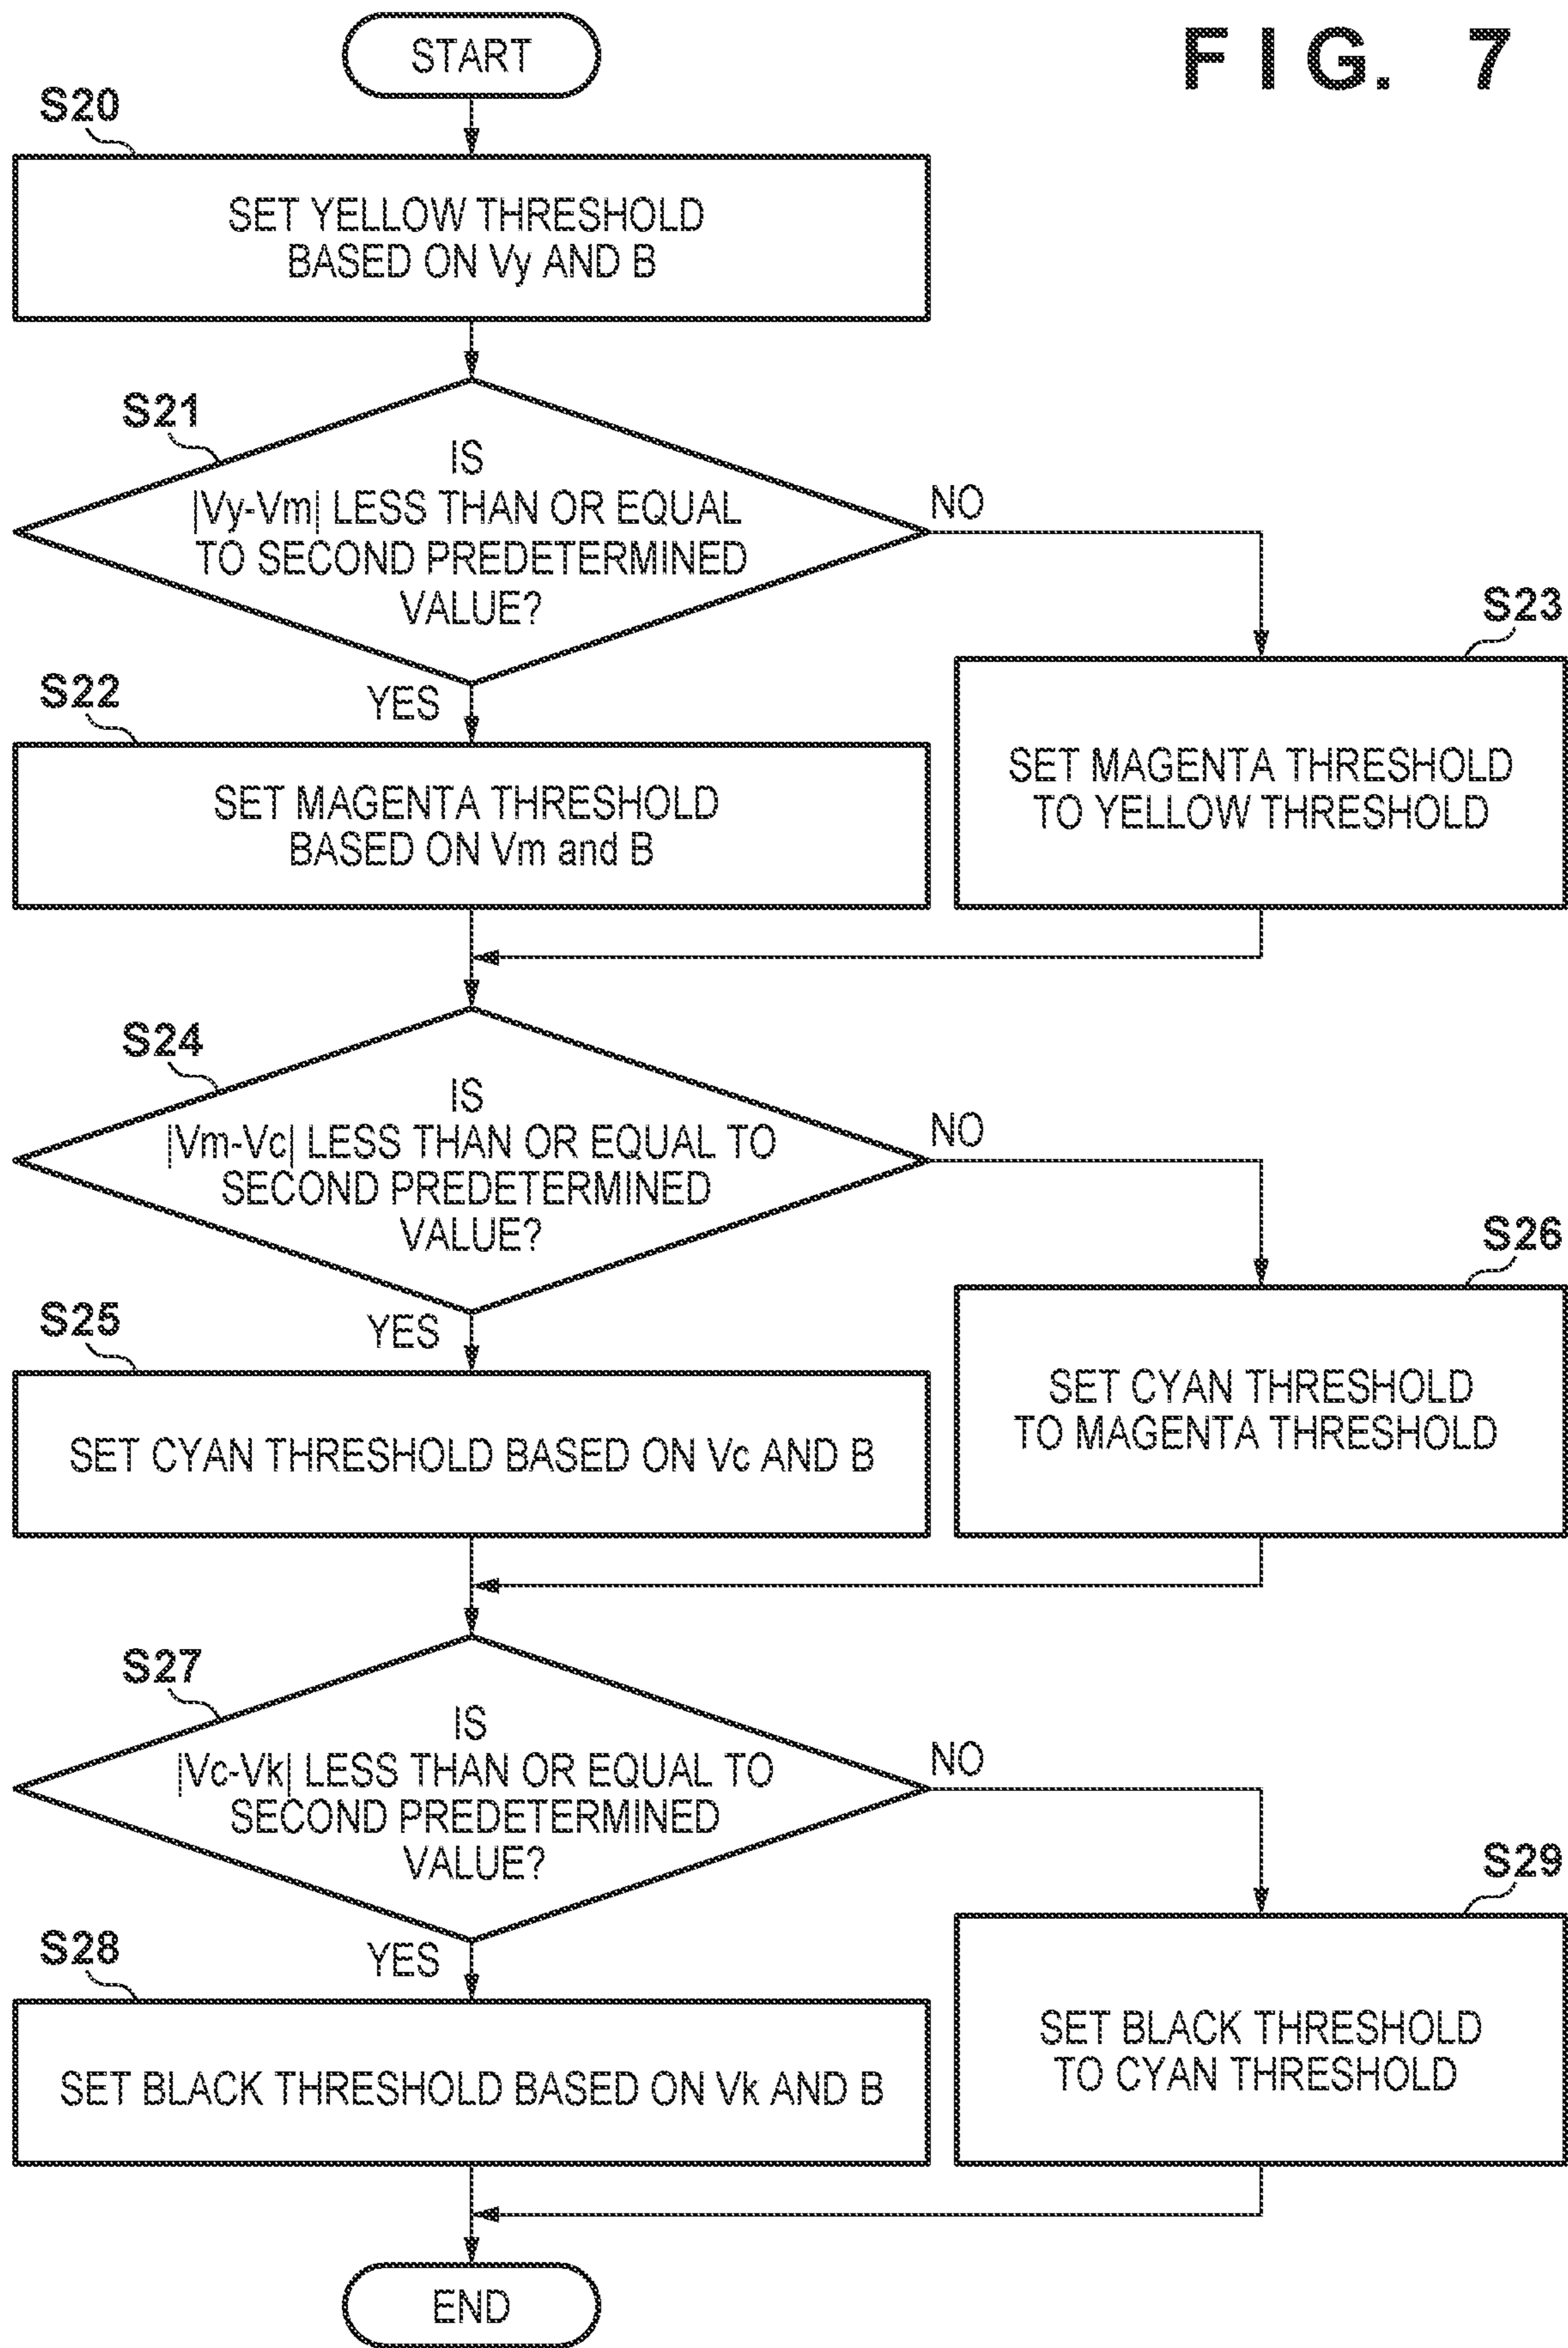 FIG. 7
START
S20
SET YELLOW THRESHOLD
BASED ON Vy AND B
S21
IS
|Vy-Vm| LESS THAN OR EQUAL
TO SECOND PREDETERMINED
VALUE?
NO
YES
S22
SET MAGENTA THRESHOLD
BASED ON Vm and B
S23
SET MAGENTA THRESHOLD
TO YELLOW THRESHOLD
S24
IS
|Vm-Vc| LESS THAN OR EQUAL TO
SECOND PREDETERMINED
VALUE?
NO
YES
S25
SET CYAN THRESHOLD BASED ON Vc AND B
S26
SET CYAN THRESHOLD
TO MAGENTA THRESHOLD
S27
IS
|Vc-Vk| LESS THAN OR EQUAL TO
SECOND PREDETERMINED
VALUE?
NO
YES
S28
SET BLACK THRESHOLD BASED ON Vk AND B
S29
SET BLACK THRESHOLD
TO CYAN THRESHOLD
END